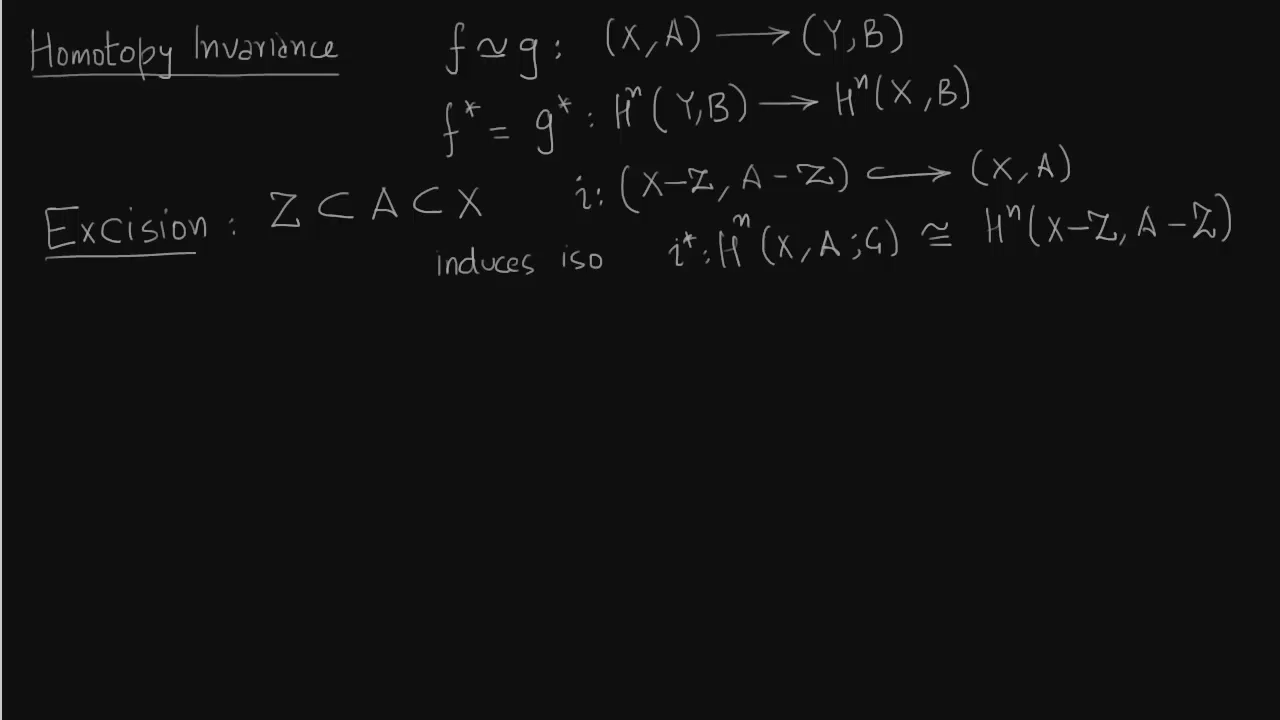 Homotopy Invariance f ≃ g : (X, A) ⟶ (Y, B)
f* = g* : Hⁿ(Y, B) ⟶ Hⁿ(X, B)
Excision : Z ⊂ A ⊂ X i : (X-Z, A-Z) ↪ (X, A)
induces iso i* : Hⁿ(X, A ; G) ≅ Hⁿ(X-Z, A-Z)